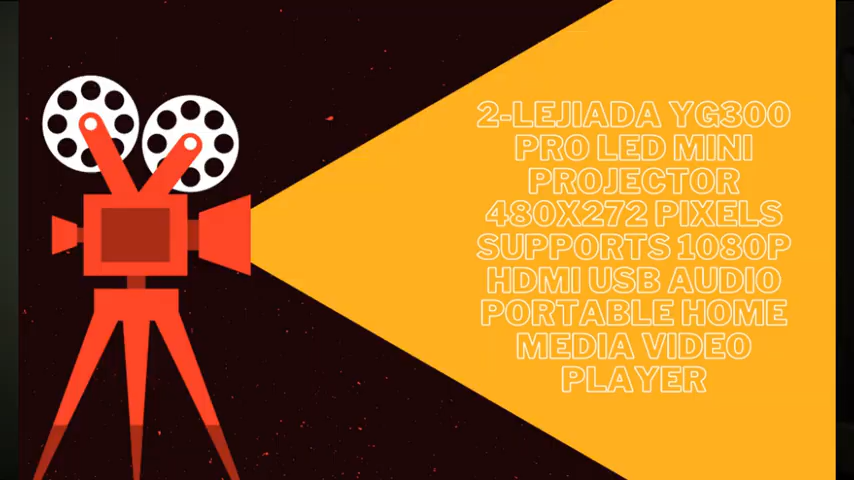 2-LEJIADA YG300
PRO LED MINI
PROJECTOR
480X272 PIXELS
SUPPORTS 1080P
HDMI USB AUDIO
PORTABLE HOME
MEDIA VIDEO
PLAYER